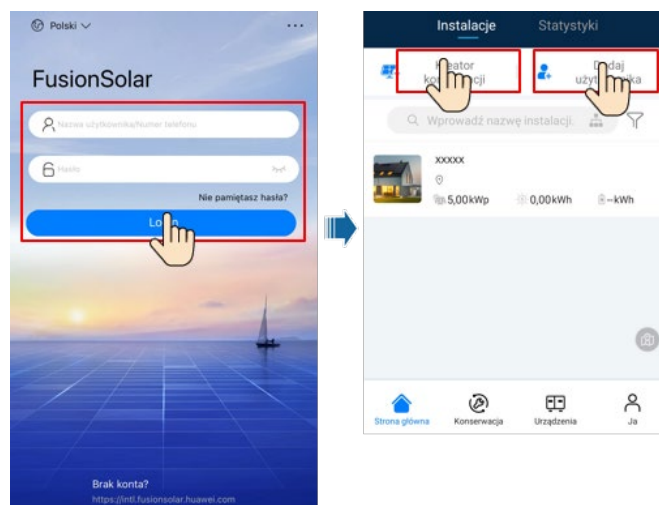 Polski
FusionSolar
Nazwa użytkownika/Numer telefonu
Hasło
Nie pamiętasz hasła?
Brak konta?
https://intl.fusionsolar.huawei.com
Instalacje
Statystyki
Wprowadź nazwę instalacji.
xxxxx
5,00kWp
0,00kWh
--kWh
Strona główna
Konserwacja
Urządzenia
Ja